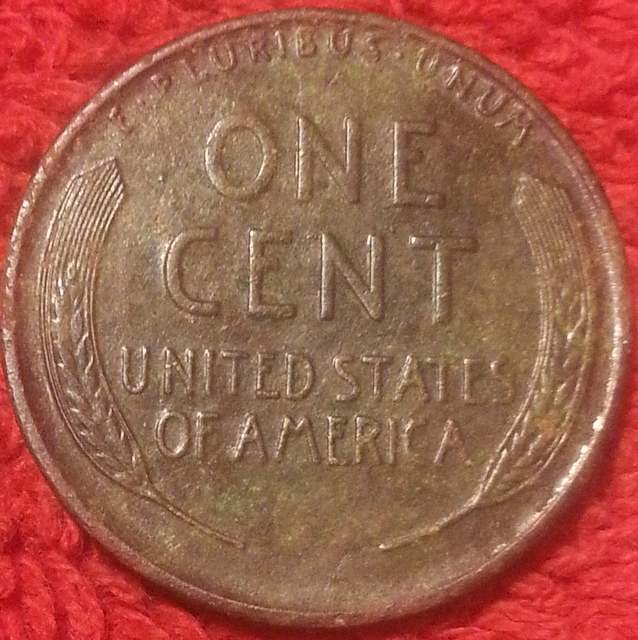 E·PLURIBUS·UNUM
ONE
CENT
UNITED STATES
OF AMERICA